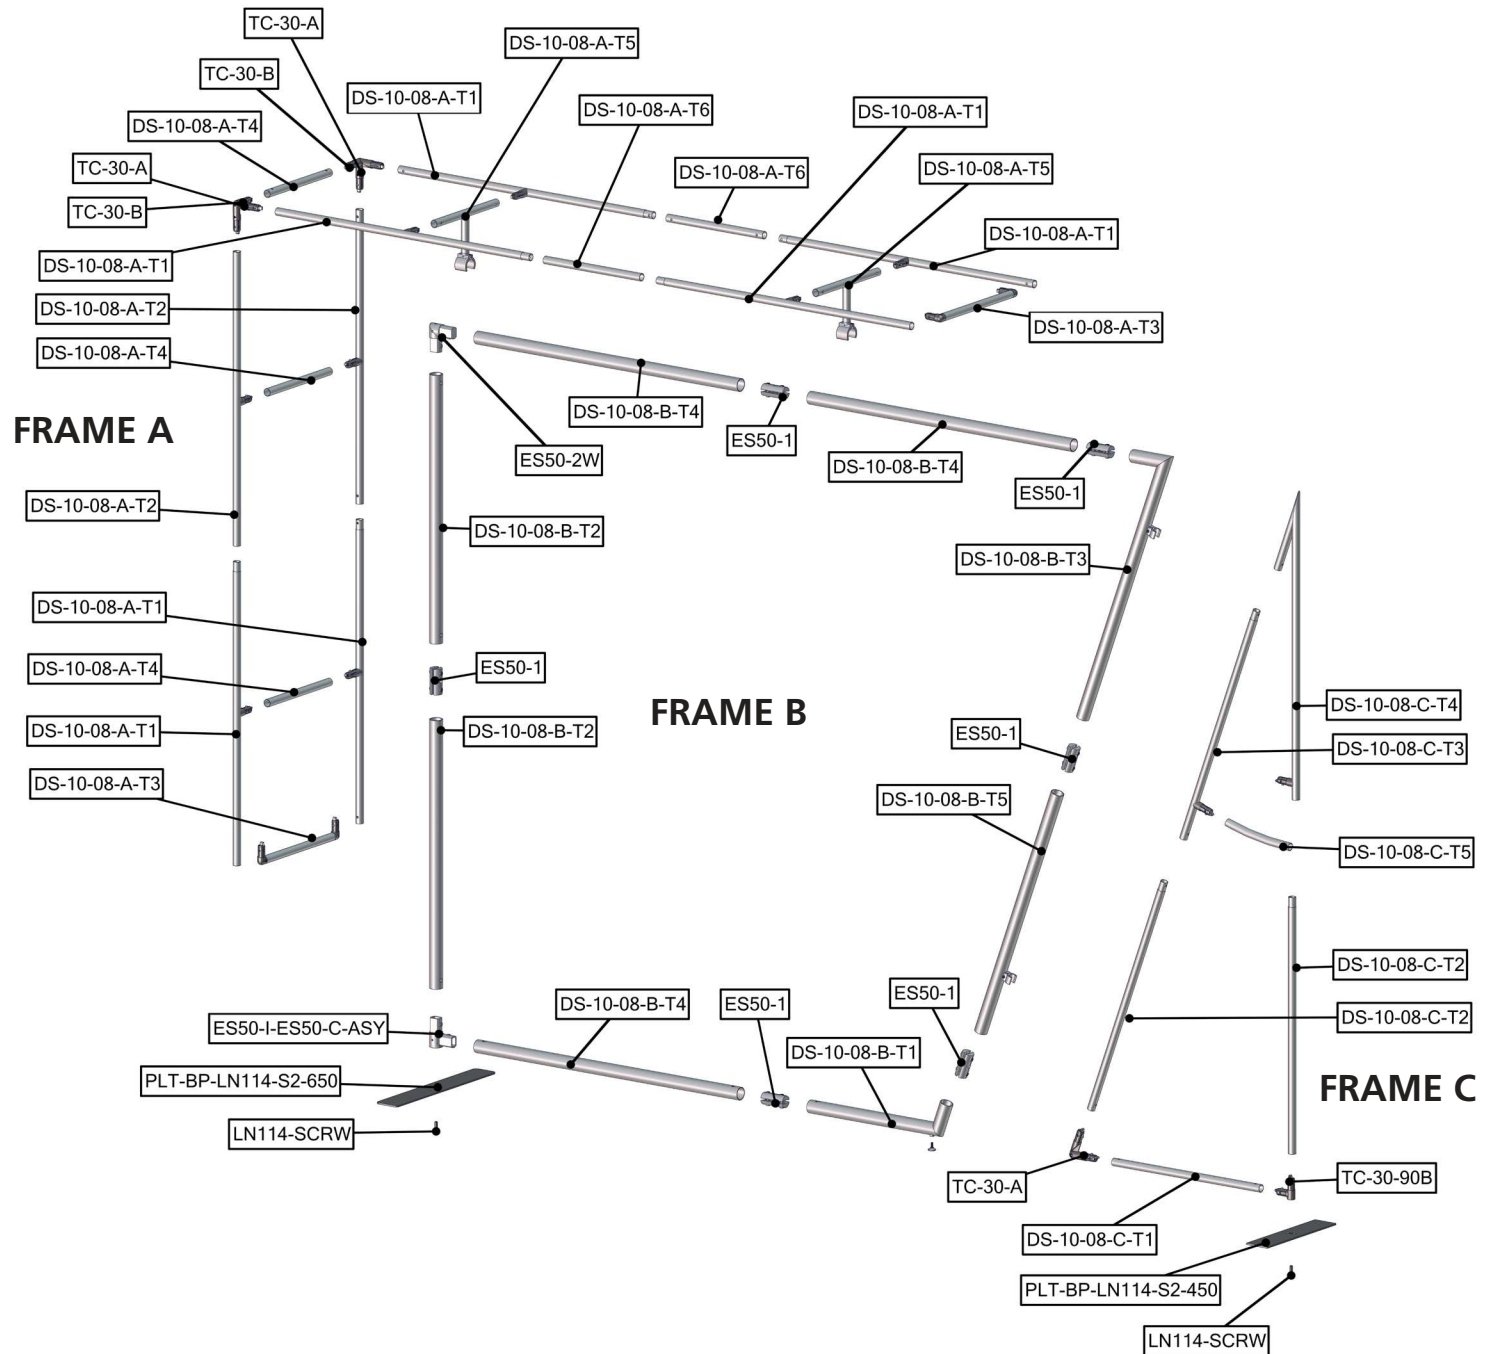 TC-30-A
DS-10-08-A-T5
TC-30-B
DS-10-08-A-T1
DS-10-08-A-T6
DS-10-08-A-T1
DS-10-08-A-T4
TC-30-A
DS-10-08-A-T6
DS-10-08-A-T5
TC-30-B
DS-10-08-A-T1
DS-10-08-A-T1
DS-10-08-A-T2
DS-10-08-A-T3
DS-10-08-A-T4
DS-10-08-B-T4
FRAME A
ES50-1
ES50-2W
DS-10-08-B-T4
ES50-1
DS-10-08-A-T2
DS-10-08-B-T2
DS-10-08-B-T3
DS-10-08-A-T1
DS-10-08-A-T4
ES50-1
DS-10-08-C-T4
FRAME B
DS-10-08-A-T1
DS-10-08-B-T2
ES50-1
DS-10-08-C-T3
DS-10-08-A-T3
DS-10-08-B-T5
DS-10-08-C-T5
DS-10-08-C-T2
ES50-1
DS-10-08-B-T4
ES50-1
DS-10-08-C-T2
ES50-I-ES50-C-ASY
DS-10-08-B-T1
PLT-BP-LN114-S2-650
FRAME C
LN114-SCRW
TC-30-A
TC-30-90B
DS-10-08-C-T1
PLT-BP-LN114-S2-450
LN114-SCRW